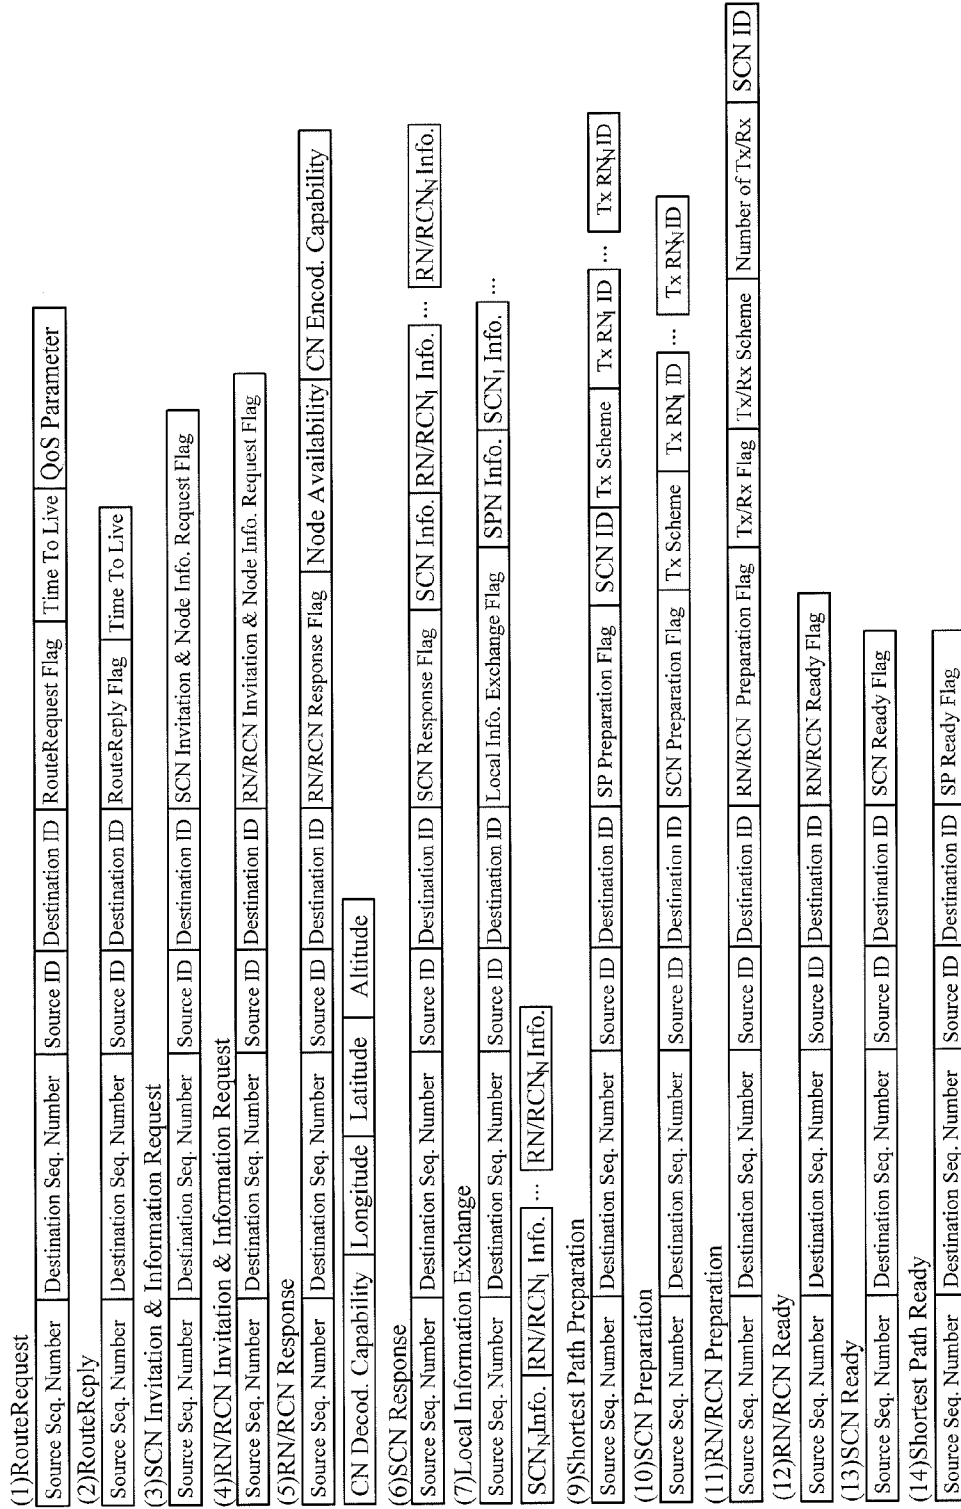 (1)RouteRequest
Source Seq. Number Destination Seq. Number Source ID Destination ID RouteRequest Flag Time To Live QoS Parameter
(2)RouteReply
Source Seq. Number Destination Seq. Number Source ID Destination ID RouteReply Flag Time To Live
(3)SCN Invitation & Information Request
Source Seq. Number Destination Seq. Number Source ID Destination ID SCN Invitation & Node Info. Request Flag
(4)RN/RCN Invitation & Information Request
Source Seq. Number Destination Seq. Number Source ID Destination ID RN/RCN Invitation & Node Info. Request Flag
(5)RN/RCN Response
Source Seq. Number Destination Seq. Number Source ID Destination ID RN/RCN Response Flag Node Availability CN Encod. Capability
CN Decod. Capability Longitude Latitude Altitude
(6)SCN Response
Source Seq. Number Destination Seq. Number Source ID Destination ID SCN Response Flag SCN Info. RN/RCN₁ Info. ... RN/RCN_N Info.
(7)Local Information Exchange
Source Seq. Number Destination Seq. Number Source ID Destination ID Local Info. Exchange Flag SPN Info. SCN₁ Info. ...
SCN_N Info. RN/RCN₁ Info. ... RN/RCN_N Info.
(9)Shortest Path Preparation
Source Seq. Number Destination Seq. Number Source ID Destination ID SP Preparation Flag SCN ID Tx Scheme Tx RN₁ ID ... Tx RN_N ID
(10)SCN Preparation
Source Seq. Number Destination Seq. Number Source ID Destination ID SCN Preparation Flag Tx Scheme Tx RN₁ ID ... Tx RN_N ID
(11)RN/RCN Preparation
Source Seq. Number Destination Seq. Number Source ID Destination ID RN/RCN Preparation Flag Tx/Rx Flag Tx/Rx Scheme Number of Tx/Rx SCN ID
(12)RN/RCN Ready
Source Seq. Number Destination Seq. Number Source ID Destination ID RN/RCN Ready Flag
(13)SCN Ready
Source Seq. Number Destination Seq. Number Source ID Destination ID SCN Ready Flag
(14)Shortest Path Ready
Source Seq. Number Destination Seq. Number Source ID Destination ID SP Ready Flag